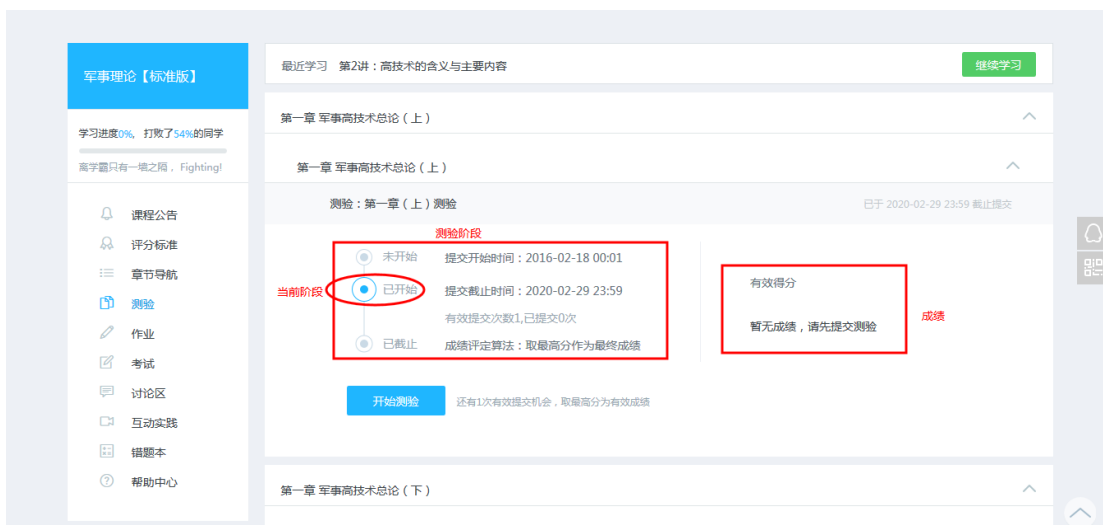 军事理论【标准版】
学习进度0%, 打败了54%的同学
离学霸只有一墙之隔，Fighting!
课程公告
评分标准
章节导航
测验
作业
考试
讨论区
互动实践
错题本
帮助中心
最近学习 第2讲：高技术的含义与主要内容
继续学习
第一章 军事高技术总论（上）
第一章 军事高技术总论（上）
测验：第一章（上）测验
已于 2020-02-29 23:59 截止提交
测验阶段
未开始 提交开始时间：2016-02-18 00:01
当前阶段
已开始 提交截止时间：2020-02-29 23:59
有效提交次数1,已提交0次
已截止 成绩评定算法：取最高分作为最终成绩
有效得分
暂无成绩，请先提交测验
成绩
开始测验
还有1次有效提交机会，取最高分为有效成绩
第一章 军事高技术总论（下）